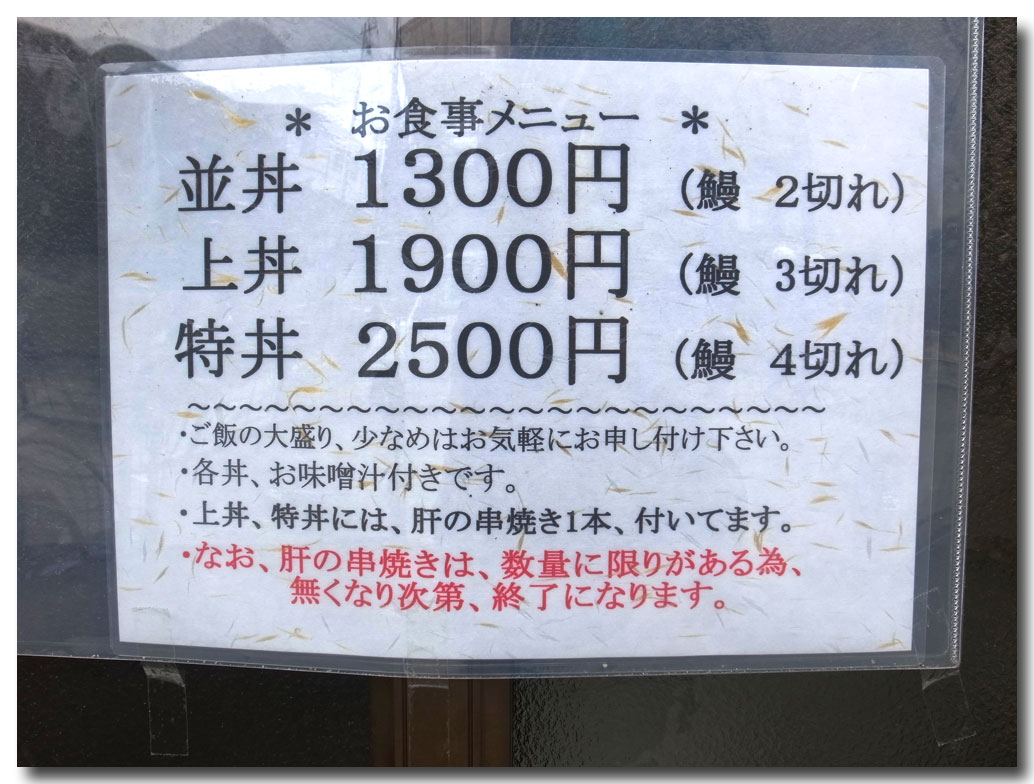 ＊ お食事メニュー ＊
並丼 1300円 (鰻 2切れ)
上丼 1900円 (鰻 3切れ)
特丼 2500円 (鰻 4切れ)
～～～～～～～～～～～～～～～～～～～～～～～～
・ご飯の大盛り、少なめはお気軽にお申し付け下さい。
・各丼、お味噌汁付きです。
・上丼、特丼には、肝の串焼き1本、付いてます。
・なお、肝の串焼きは、数量に限りがある為、
無くなり次第、終了になります。